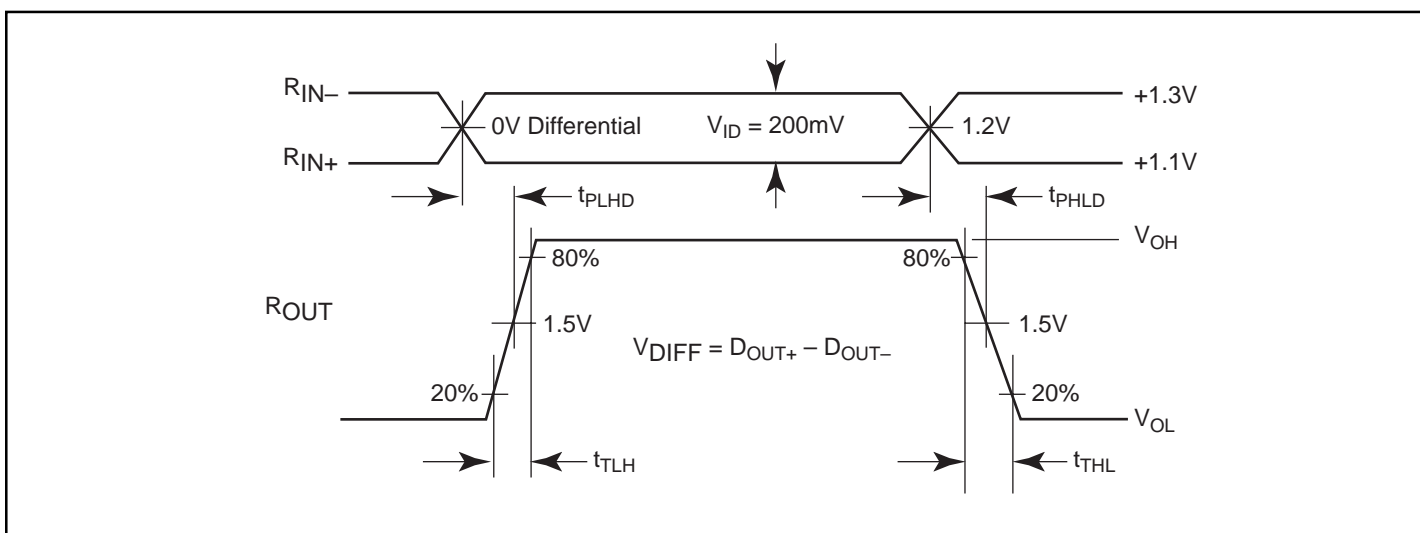 RIN– +1.3V
0V Differential VID = 200mV 1.2V
RIN+ +1.1V
tPLHD tPHLD
VOH
80% 80%
ROUT 1.5V 1.5V
VDIFF = DOUT+ – DOUT–
20% 20%
VOL
tTLH tTHL